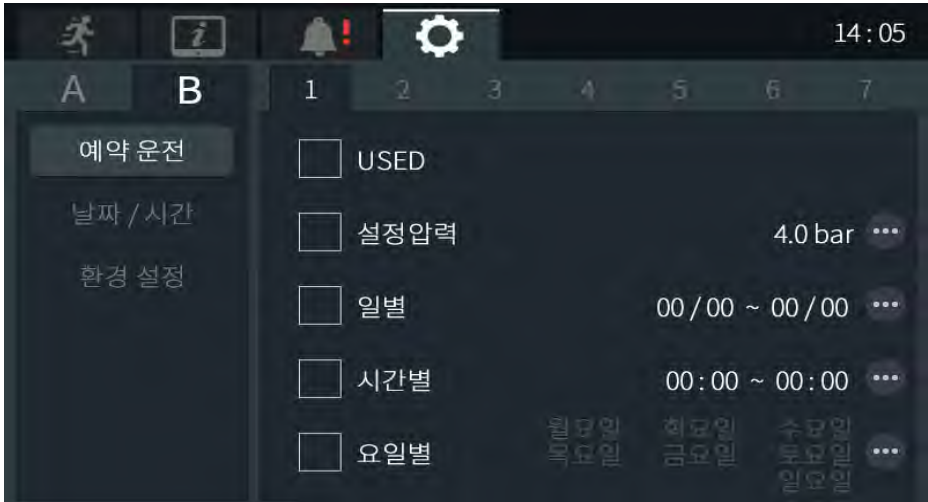 14 : 05
A B 1 2 3 4 5 6 7
예약 운전
날짜 / 시간
환경 설정
USED
설정압력 4.0 bar
일별 00 / 00 ~ 00 / 00
시간별 00 : 00 ~ 00 : 00
요일별
월요일 화요일 수요일
목요일 금요일 토요일
일요일